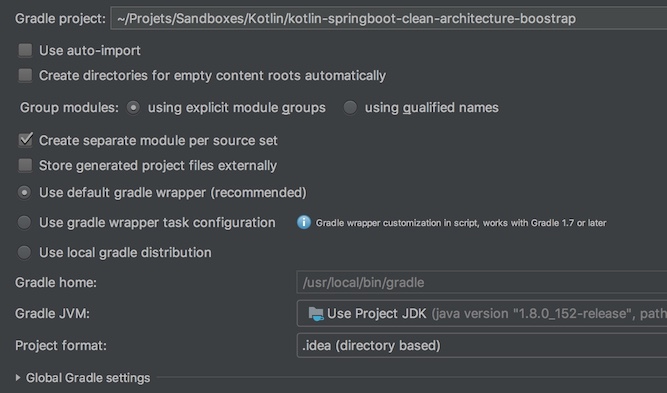 Gradle project: ~/Projets/Sandboxes/Kotlin/kotlin-springboot-clean-architecture-boostrap
Use auto-import
Create directories for empty content roots automatically
Group modules: using explicit module groups using qualified names
Create separate module per source set
Store generated project files externally
Use default gradle wrapper (recommended)
Use gradle wrapper task configuration Gradle wrapper customization in script, works with Gradle 1.7 or later
Use local gradle distribution
Gradle home: /usr/local/bin/gradle
Gradle JVM: Use Project JDK (java version "1.8.0_152-release", path
Project format: .idea (directory based)
Global Gradle settings